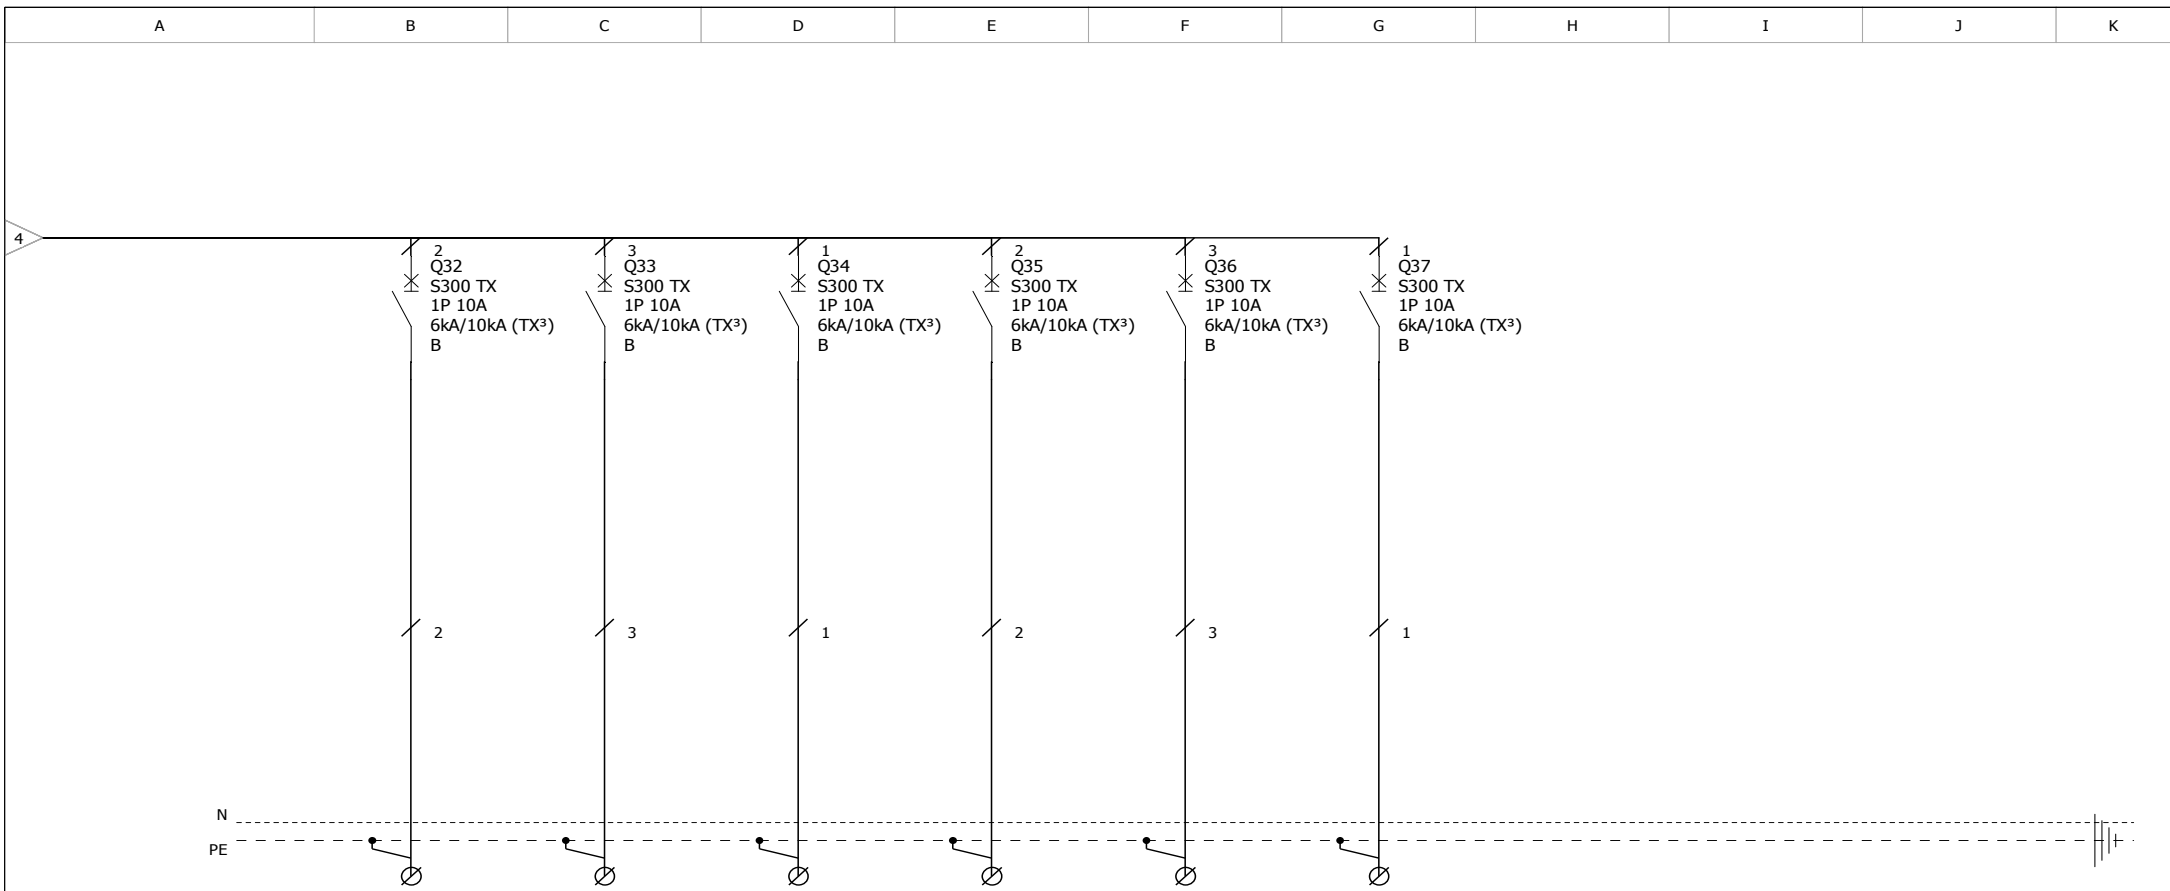 A B C D E F G H I J K
4
2 3 1 2 3 1
Q32 Q33 Q34 Q35 Q36 Q37
S300 TX S300 TX S300 TX S300 TX S300 TX S300 TX
1P 10A 1P 10A 1P 10A 1P 10A 1P 10A 1P 10A
6kA/10kA (TX³) 6kA/10kA (TX³) 6kA/10kA (TX³) 6kA/10kA (TX³) 6kA/10kA (TX³) 6kA/10kA (TX³)
B B B B B B
2 3 1 2 3 1
N
PE